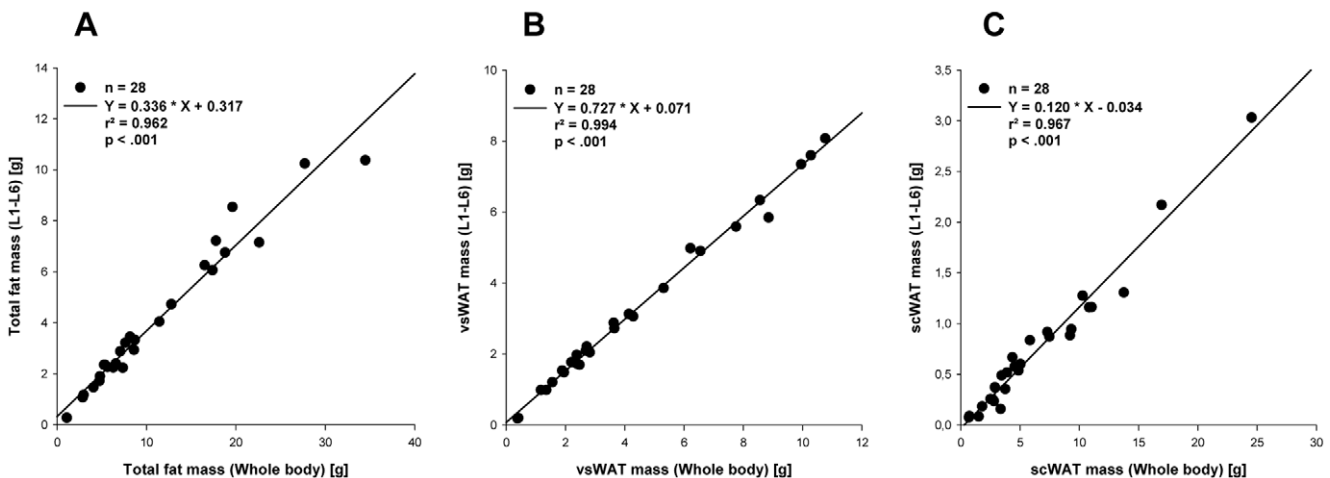 A
B
C
14
12
10
8
6
4
2
0
Total fat mass (L1-L6) [g]
n = 28
Y = 0.336 * X + 0.317
r² = 0.962
p < .001
0
10
20
30
40
Total fat mass (Whole body) [g]
10
8
6
4
2
0
vsWAT mass (L1-L6) [g]
n = 28
Y = 0.727 * X + 0.071
r² = 0.994
p < .001
0
2
4
6
8
10
12
vsWAT mass (Whole body) [g]
3,5
3,0
2,5
2,0
1,5
1,0
0,5
0,0
scWAT mass (L1-L6) [g]
n = 28
Y = 0.120 * X - 0.034
r² = 0.967
p < .001
0
5
10
15
20
25
30
scWAT mass (Whole body) [g]